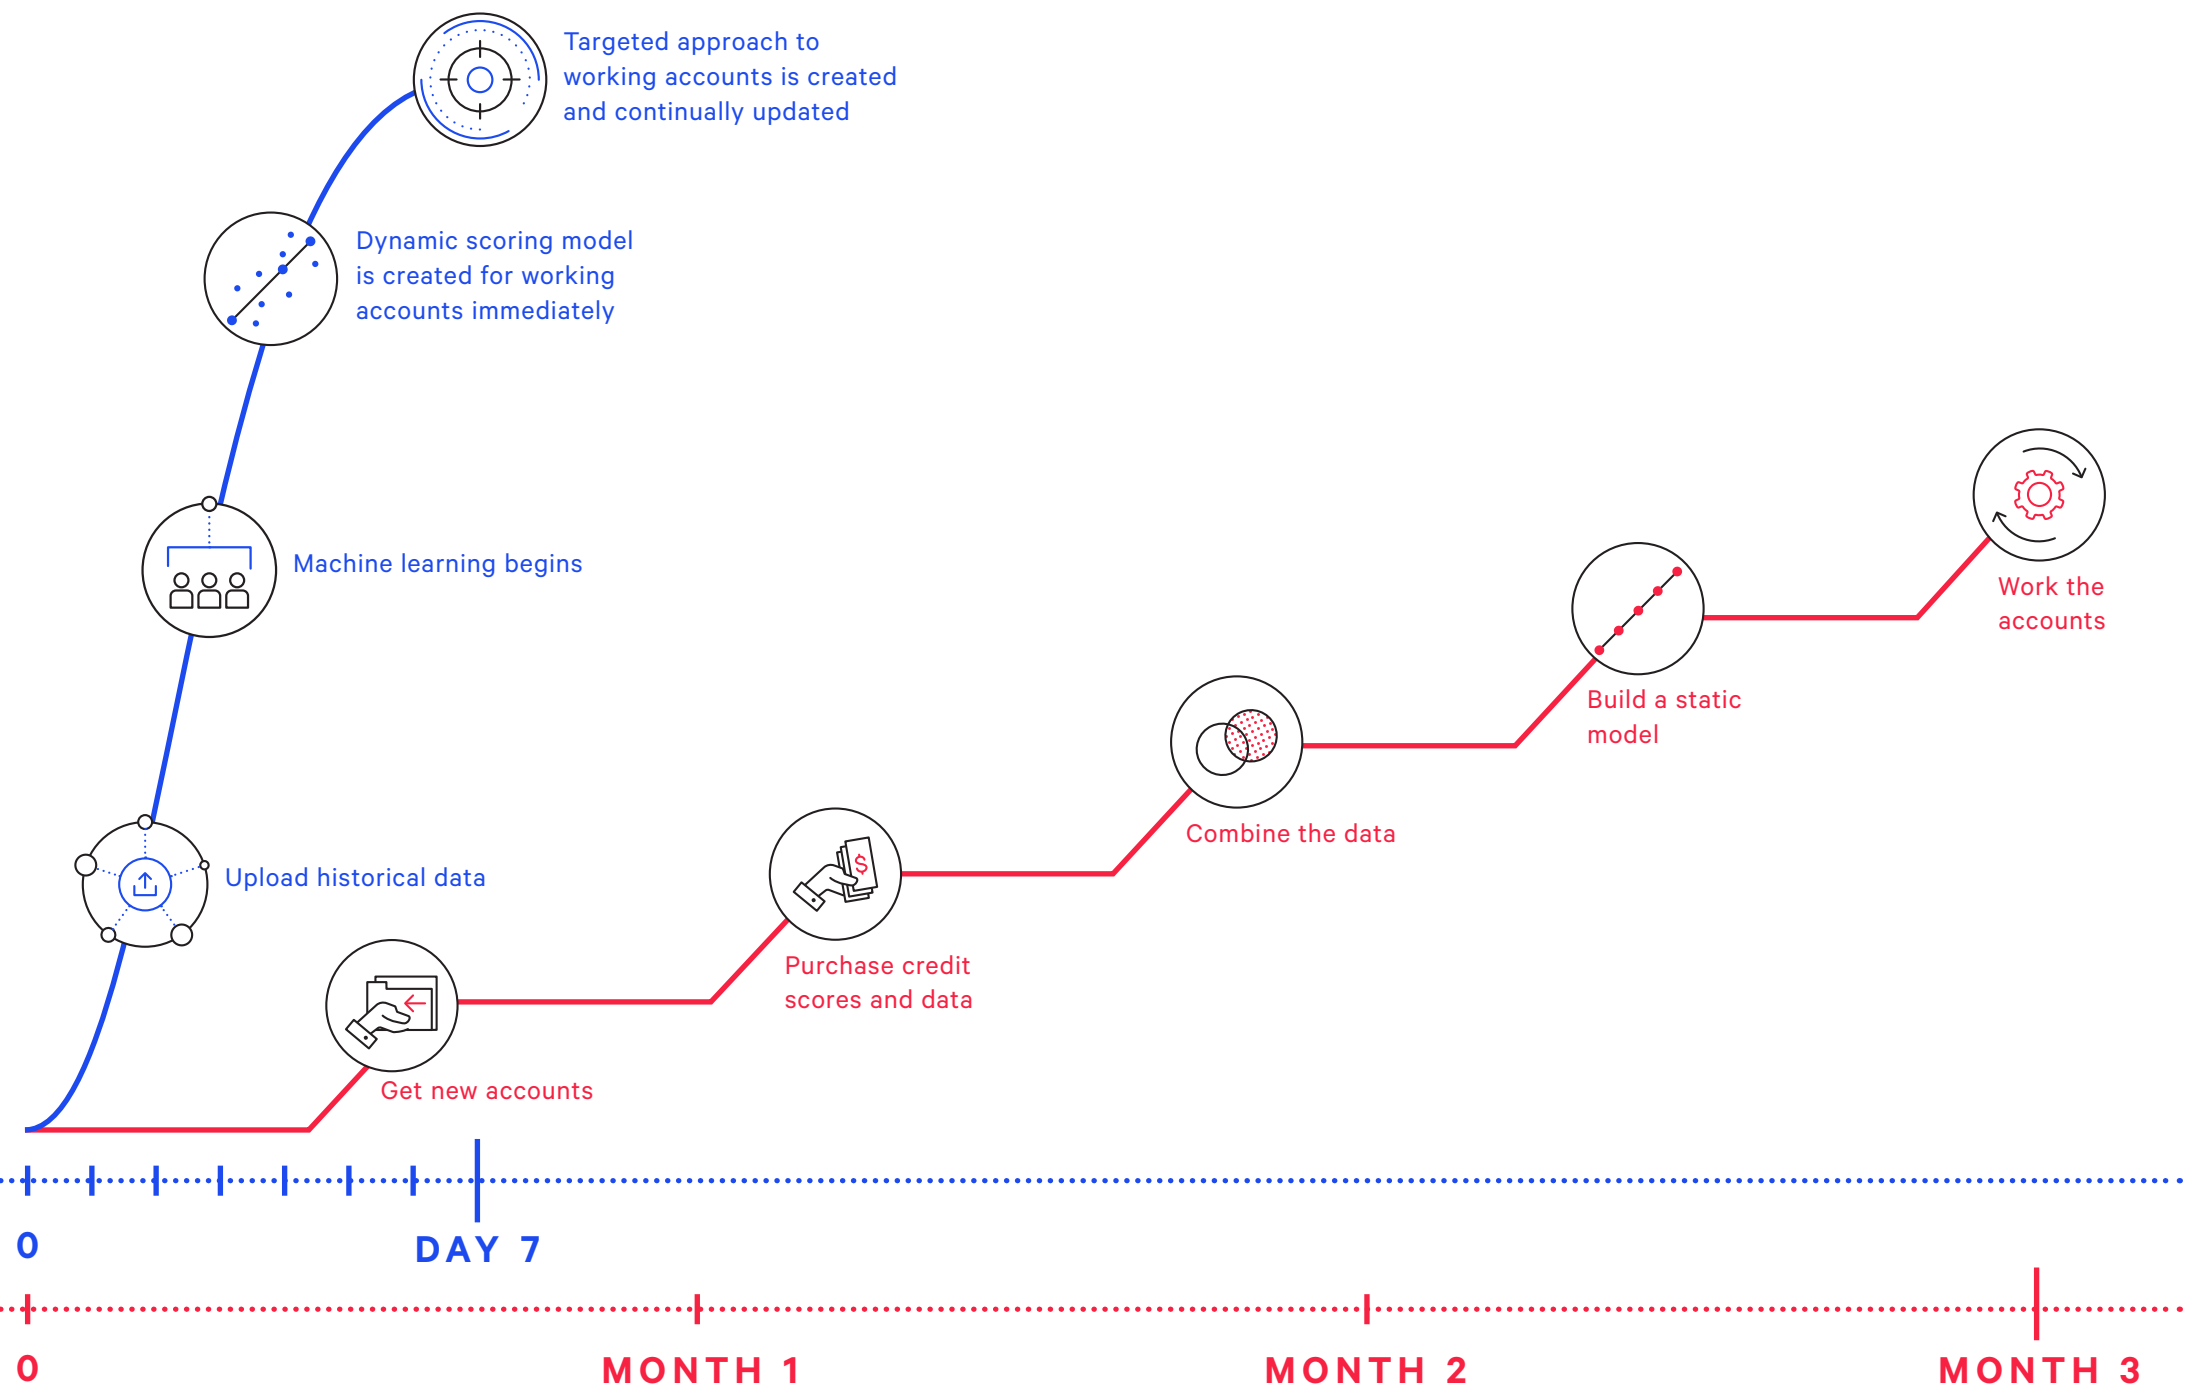 Targeted approach to
working accounts is created
and continually updated
Dynamic scoring model
is created for working
accounts immediately
Machine learning begins
Upload historical data
Work the
accounts
Build a static
model
Combine the data
Purchase credit
scores and data
$
Get new accounts
0
DAY 7
0
MONTH 1
MONTH 2
MONTH 3